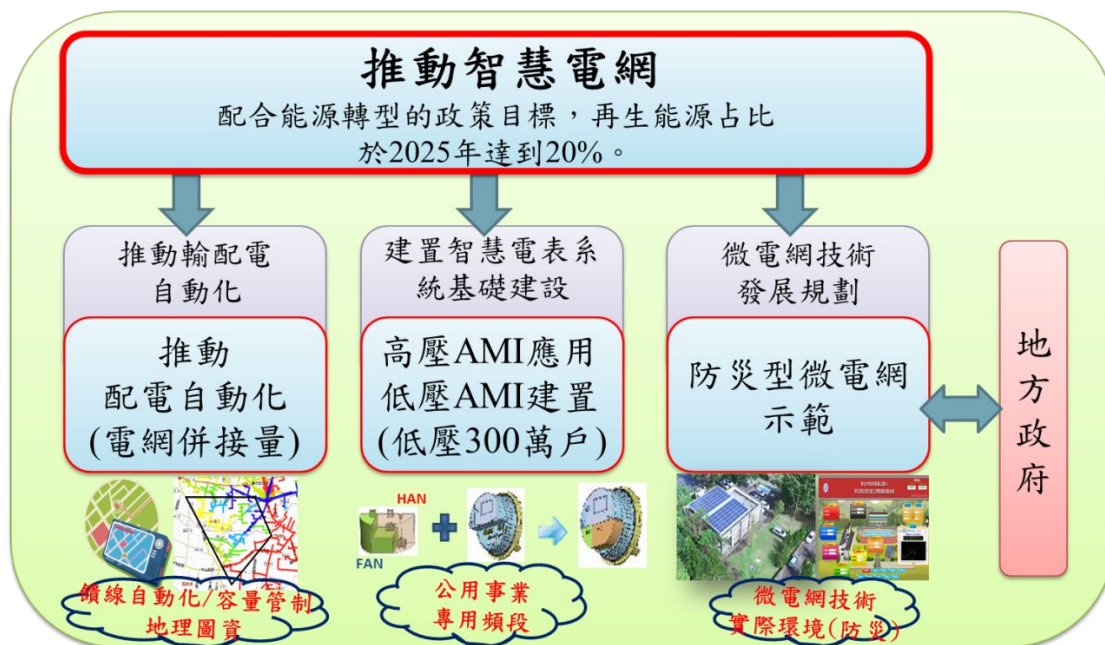 推動智慧電網
配合能源轉型的政策目標，再生能源占比
於2025年達到20%。
推動輸配電
自動化
推動
配電自動化
(電網併接量)
建置智慧電表系
統基礎建設
高壓AMI應用
低壓AMI建置
(低壓300萬戶)
微電網技術
發展規劃
防災型微電網
示範
地方政府
HAN
FAN
饋線自動化/容量管制
地理圖資
公用事業
專用頻段
微電網技術
實際環境(防災)